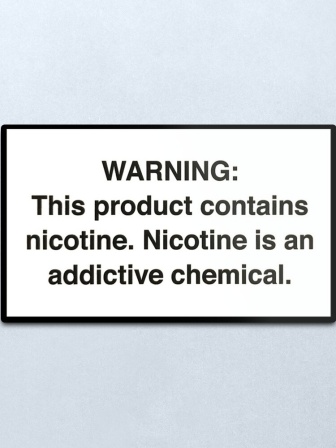 WARNING:
This product contains
nicotine. Nicotine is an
addictive chemical.